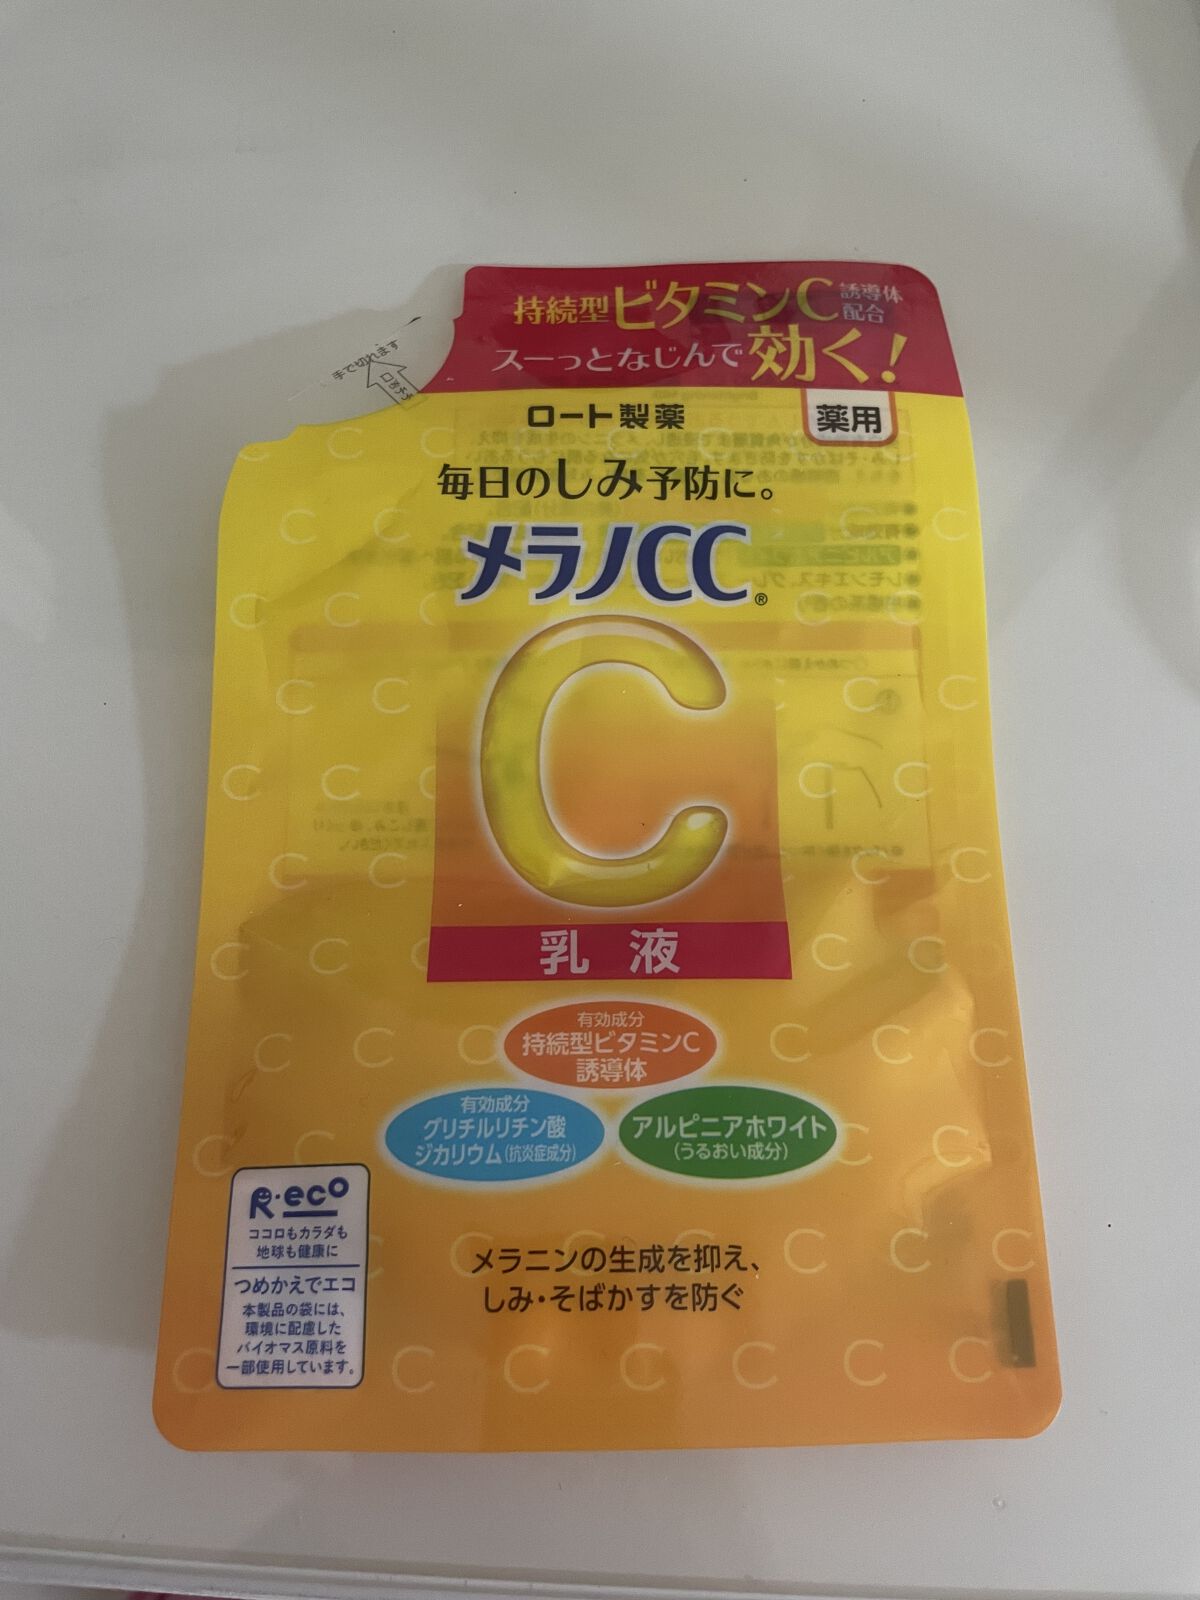 持続型ビタミンC誘導体配合
スーっとなじんで効く!
手で切れます
ロート製薬
薬用
毎日のしみ予防に。
メラノCC®
C
乳液
有効成分
持続型ビタミンC
誘導体
有効成分
グリチルリチン酸
ジカリウム(抗炎症成分)
アルピニアホワイト
(うるおい成分)
R・eco
ココロもカラダも
地球も健康に
つめかえでエコ
本製品の袋には、
環境に配慮した
バイオマス原料を
一部使用しています。
メラニンの生成を抑え、
しみ・そばかすを防ぐ